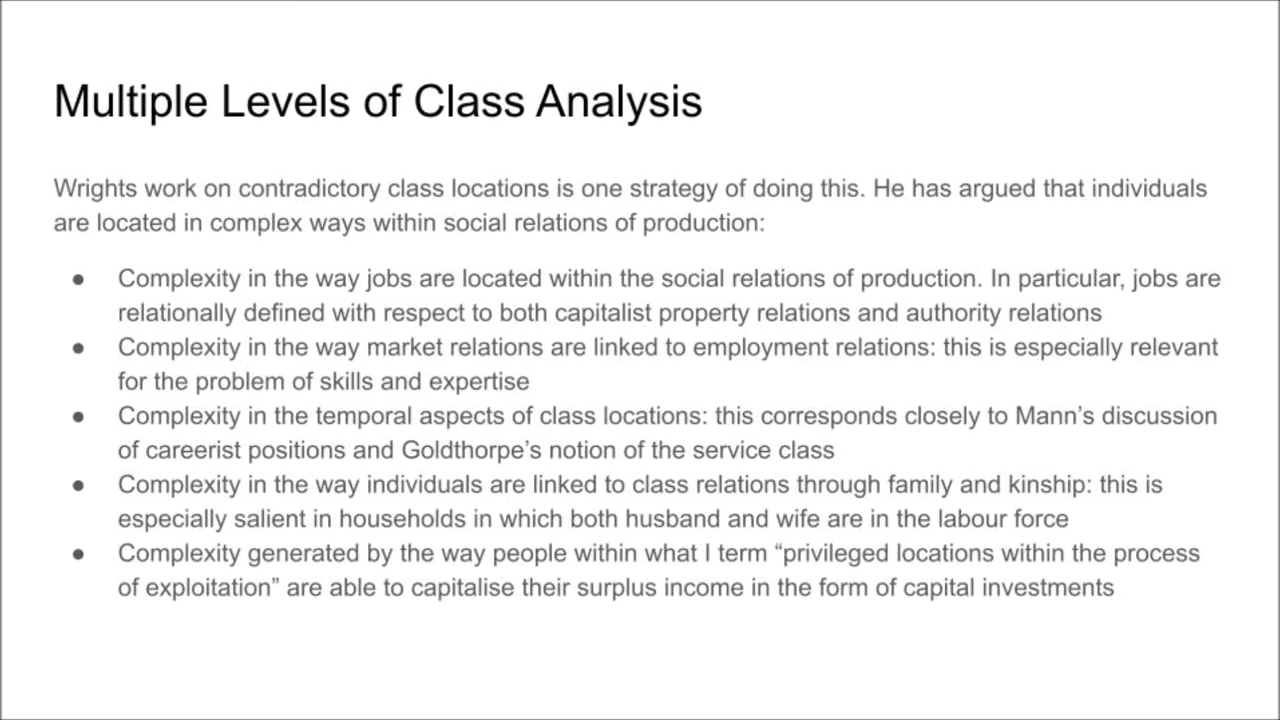 Multiple Levels of Class Analysis
Wrights work on contradictory class locations is one strategy of doing this. He has argued that individuals
are located in complex ways within social relations of production:
● Complexity in the way jobs are located within the social relations of production. In particular, jobs are
relationally defined with respect to both capitalist property relations and authority relations
● Complexity in the way market relations are linked to employment relations: this is especially relevant
for the problem of skills and expertise
● Complexity in the temporal aspects of class locations: this corresponds closely to Mann’s discussion
of careerist positions and Goldthorpe’s notion of the service class
● Complexity in the way individuals are linked to class relations through family and kinship: this is
especially salient in households in which both husband and wife are in the labour force
● Complexity generated by the way people within what I term “privileged locations within the process
of exploitation” are able to capitalise their surplus income in the form of capital investments